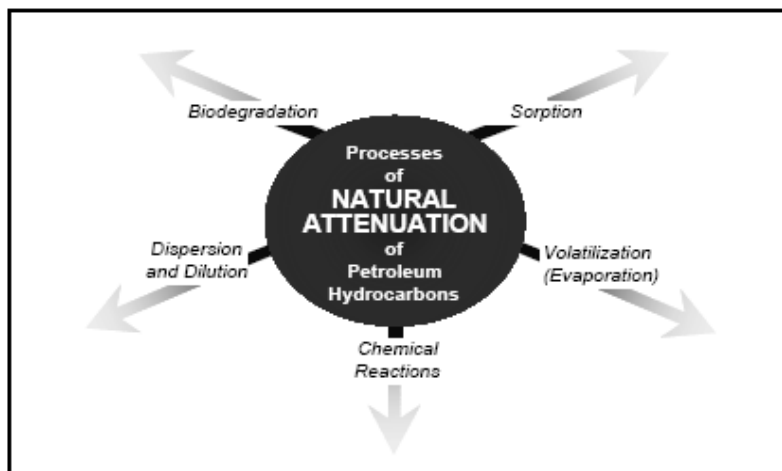 Biodegradation
Sorption
Processes
of
NATURAL
ATTENUATION
of
Petroleum
Hydrocarbons
Dispersion
and Dilution
Volatilization
(Evaporation)
Chemical
Reactions